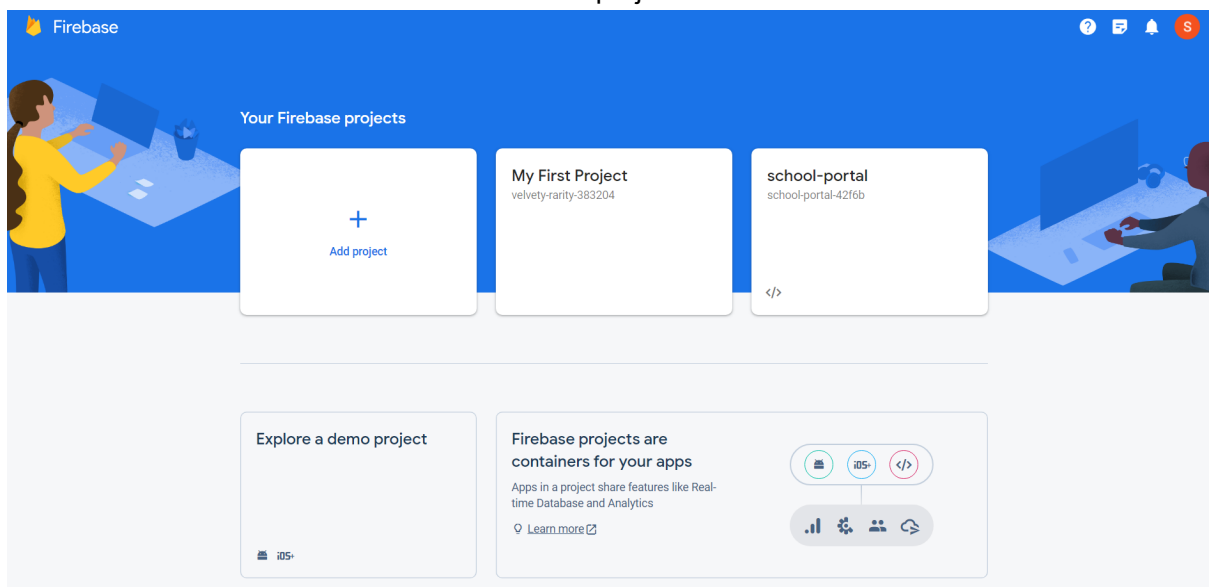 Firebase
S
Your Firebase projects
Add project
My First Project
velvety-rarity-383204
school-portal
school-portal-42f6b
</>
Explore a demo project
iOS+
Firebase projects are
containers for your apps
Apps in a project share features like Real-
time Database and Analytics
Learn more
iOS+
</>